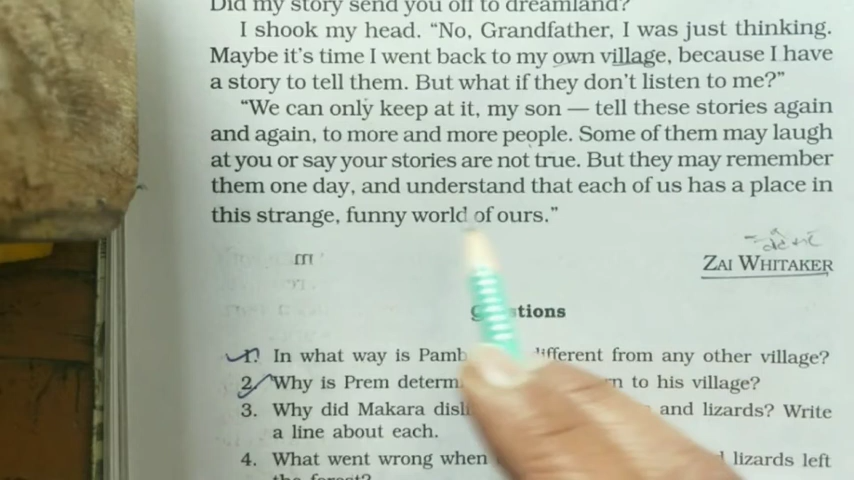 Did my story send you off to dreamland?
I shook my head. “No, Grandfather, I was just thinking.
Maybe it’s time I went back to my own village, because I have
a story to tell them. But what if they don’t listen to me?”
“We can only keep at it, my son — tell these stories again
and again, to more and more people. Some of them may laugh
at you or say your stories are not true. But they may remember
them one day, and understand that each of us has a place in
this strange, funny world of ours.”
ZAI WHITAKER
1. In what way is Pamb different from any other village?
2. Why is Prem determ to his village?
3. Why did Makara disl and lizards? Write
a line about each.
4. What went wrong when lizards left
the forest?